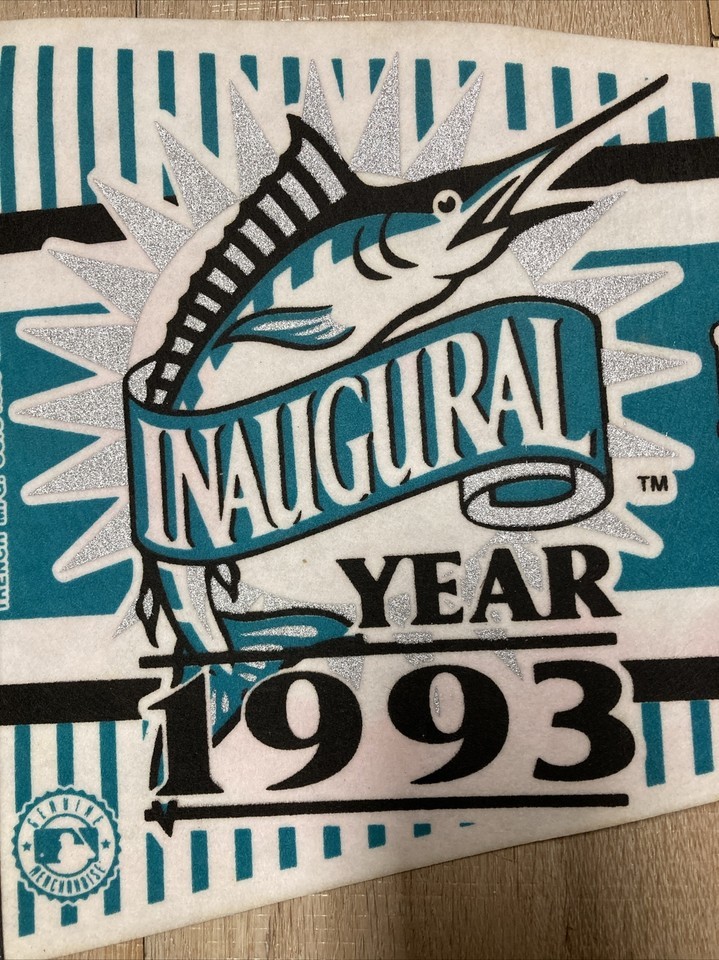 INAUGURAL
™
YEAR
1993
GENUINE
MERCHANDISE